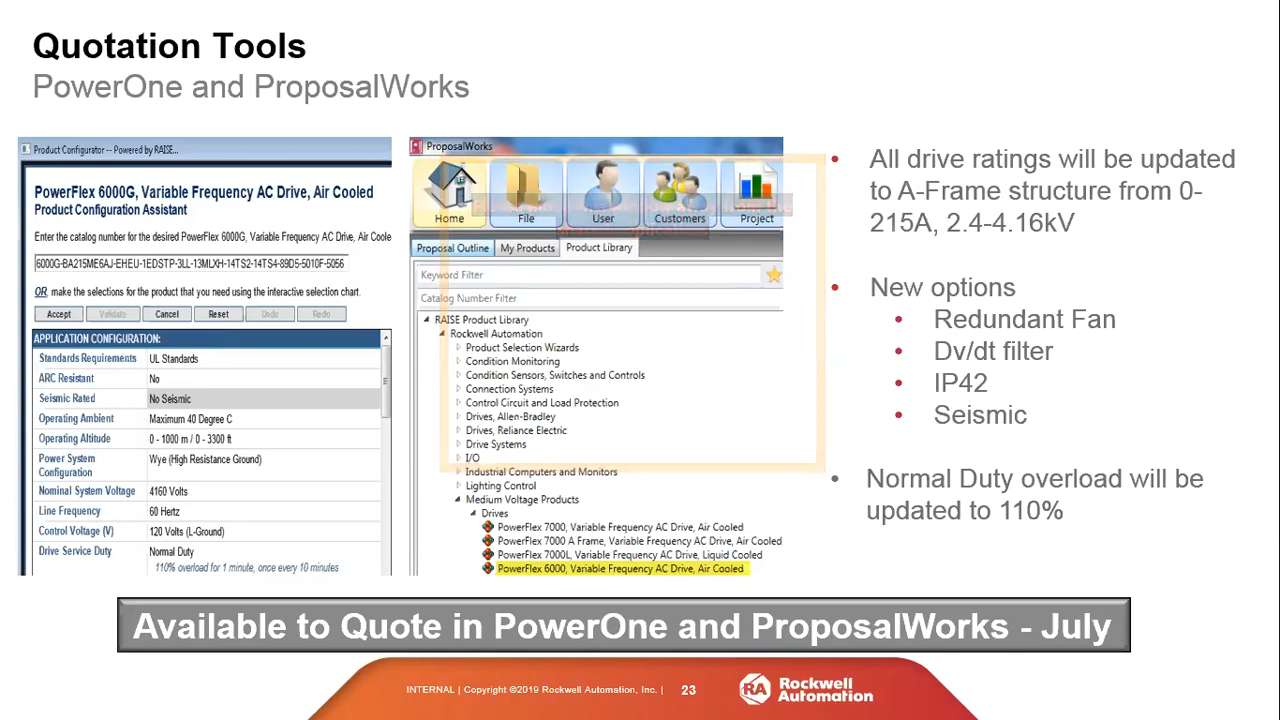 Quotation Tools
PowerOne and ProposalWorks
Product Configurator -- Powered by RAISE...
PowerFlex 6000G, Variable Frequency AC Drive, Air Cooled
Product Configuration Assistant
Enter the catalog number for the desired PowerFlex 6000G, Variable Frequency AC Drive, Air Coole
6000G-BA215ME6AJ-EHEU-1EDSTP-3LL-13MLXH-14TS2-14TS4-89D5-5010F-5056
OR, make the selections for the product that you need using the interactive selection chart.
Accept Validate Cancel Reset Undo Redo
APPLICATION CONFIGURATION:
Standards Requirements UL Standards
ARC Resistant No
Seismic Rated No Seismic
Operating Ambient Maximum 40 Degree C
Operating Altitude 0 - 1000 m / 0 - 3300 ft
Power System Configuration Wye (High Resistance Ground)
Nominal System Voltage 4160 Volts
Line Frequency 60 Hertz
Control Voltage (V) 120 Volts (L-Ground)
Drive Service Duty Normal Duty
110% overload for 1 minute, once every 10 minutes
ProposalWorks
Home File User Customers Project
Proposal Outline My Products Product Library
Keyword Filter
Catalog Number Filter
RAISE Product Library
Rockwell Automation
Product Selection Wizards
Condition Monitoring
Condition Sensors, Switches and Controls
Connection Systems
Control Circuit and Load Protection
Drives, Allen-Bradley
Drives, Reliance Electric
Drive Systems
I/O
Industrial Computers and Monitors
Lighting Control
Medium Voltage Products
Drives
PowerFlex 7000, Variable Frequency AC Drive, Air Cooled
PowerFlex 7000 A Frame, Variable Frequency AC Drive, Air Cooled
PowerFlex 7000L, Variable Frequency AC Drive, Liquid Cooled
PowerFlex 6000, Variable Frequency AC Drive, Air Cooled
• All drive ratings will be updated
to A-Frame structure from 0-
215A, 2.4-4.16kV
• New options
• Redundant Fan
• Dv/dt filter
• IP42
• Seismic
• Normal Duty overload will be
updated to 110%
Available to Quote in PowerOne and ProposalWorks - July
INTERNAL | Copyright ©2019 Rockwell Automation, Inc. | 23
RA Rockwell
Automation